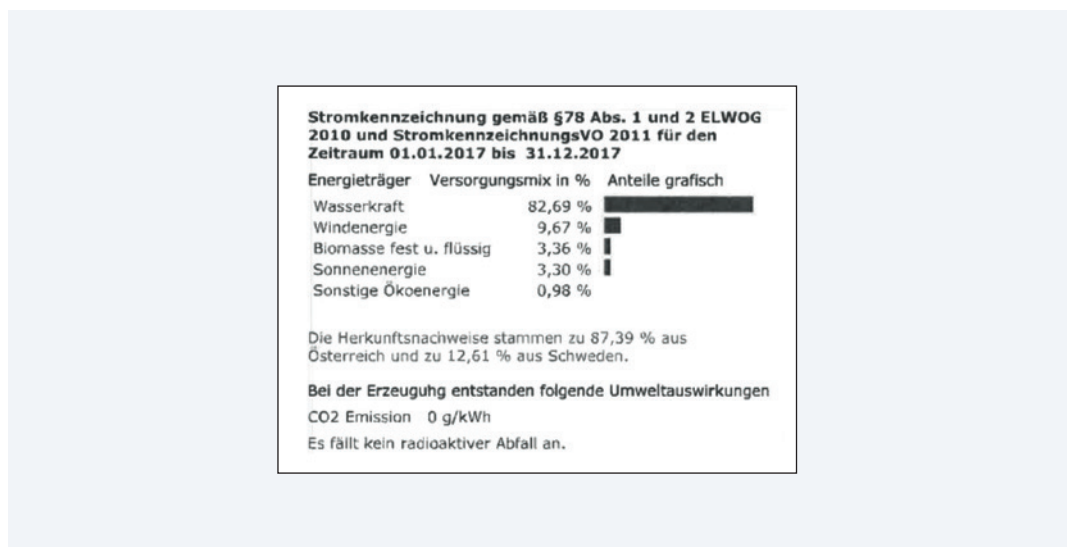 Stromkennzeichnung gemäß §78 Abs. 1 und 2 ELWOG
2010 und StromkennzeichnungsVO 2011 für den
Zeitraum 01.01.2017 bis 31.12.2017
Energieträger Versorgungsmix in % Anteile grafisch
Wasserkraft 82,69 %
Windenergie 9,67 %
Biomasse fest u. flüssig 3,36 %
Sonnenenergie 3,30 %
Sonstige Ökoenergie 0,98 %
Die Herkunftsnachweise stammen zu 87,39 % aus
Österreich und zu 12,61 % aus Schweden.
Bei der Erzeuguhg entstanden folgende Umweltauswirkungen
CO2 Emission 0 g/kWh
Es fällt kein radioaktiver Abfall an.